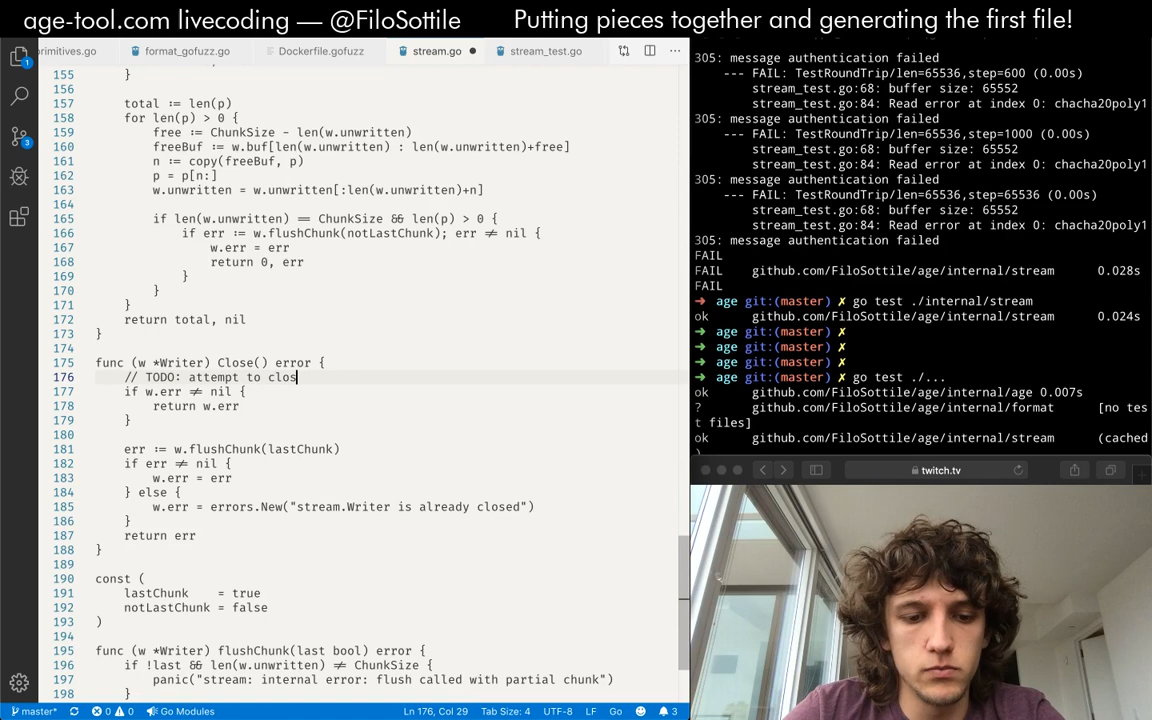 age-tool.com livecoding — @FiloSottile
Putting pieces together and generating the first file!
rimitives.go
format_gofuzz.go
Dockerfile.gofuzz
stream.go
stream_test.go
155 }
156
157 total := len(p)
158 for len(p) > 0 {
159 free := ChunkSize - len(w.unwritten)
160 freeBuf := w.buf[len(w.unwritten) : len(w.unwritten)+free]
161 n := copy(freeBuf, p)
162 p = p[n:]
163 w.unwritten = w.unwritten[:len(w.unwritten)+n]
164
165 if len(w.unwritten) == ChunkSize && len(p) > 0 {
166 if err := w.flushChunk(notLastChunk); err ≠ nil {
167 w.err = err
168 return 0, err
169 }
170 }
171 }
172 return total, nil
173 }
174
175 func (w *Writer) Close() error {
176 // TODO: attempt to clos
177 if w.err ≠ nil {
178 return w.err
179 }
180
181 err := w.flushChunk(lastChunk)
182 if err ≠ nil {
183 w.err = err
184 } else {
185 w.err = errors.New("stream.Writer is already closed")
186 }
187 return err
188 }
189
190 const (
191 lastChunk = true
192 notLastChunk = false
193 )
194
195 func (w *Writer) flushChunk(last bool) error {
196 if !last && len(w.unwritten) ≠ ChunkSize {
197 panic("stream: internal error: flush called with partial chunk")
198 }
master* 0 0 Go Modules Ln 176, Col 29 Tab Size: 4 UTF-8 LF Go 3
1
3
305: message authentication failed
--- FAIL: TestRoundTrip/len=65536,step=600 (0.00s)
stream_test.go:68: buffer size: 65552
stream_test.go:84: Read error at index 0: chacha20poly1
305: message authentication failed
--- FAIL: TestRoundTrip/len=65536,step=1000 (0.00s)
stream_test.go:68: buffer size: 65552
stream_test.go:84: Read error at index 0: chacha20poly1
305: message authentication failed
--- FAIL: TestRoundTrip/len=65536,step=65536 (0.00s)
stream_test.go:68: buffer size: 65552
stream_test.go:84: Read error at index 0: chacha20poly1
305: message authentication failed
FAIL
FAIL github.com/FiloSottile/age/internal/stream 0.028s
FAIL
➜ age git:(master) ✗ go test ./internal/stream
ok github.com/FiloSottile/age/internal/stream 0.024s
➜ age git:(master) ✗
➜ age git:(master) ✗
➜ age git:(master) ✗
➜ age git:(master) ✗ go test ./...
ok github.com/FiloSottile/age/internal/age 0.007s
? github.com/FiloSottile/age/internal/format [no tes
t files]
ok github.com/FiloSottile/age/internal/stream (cached
)
twitch.tv